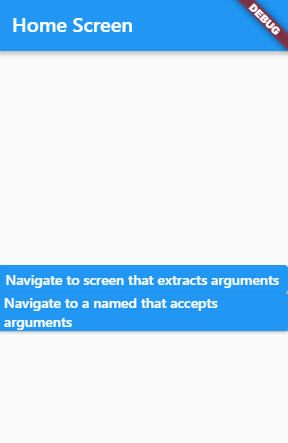 Home Screen
DEBUG
Navigate to screen that extracts arguments
Navigate to a named that accepts
arguments